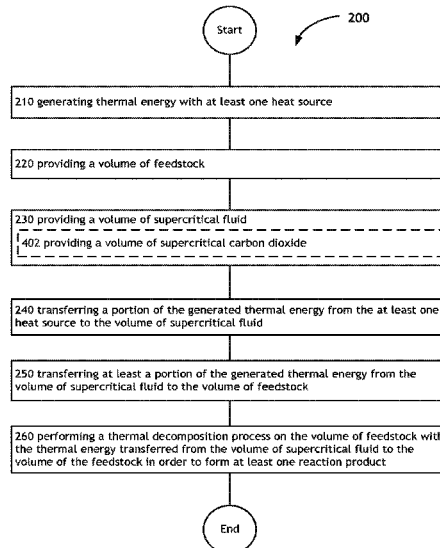 Start
200
210 generating thermal energy with at least one heat source
220 providing a volume of feedstock
230 providing a volume of supercritical fluid
402 providing a volume of supercritical carbon dioxide
240 transferring a portion of the generated thermal energy from the at least one
heat source to the volume of supercritical fluid
250 transferring at least a portion of the generated thermal energy from the
volume of supercritical fluid to the volume of feedstock
260 performing a thermal decomposition process on the volume of feedstock with
the thermal energy transferred from the volume of supercritical fluid to the
volume of the feedstock in order to form at least one reaction product
End